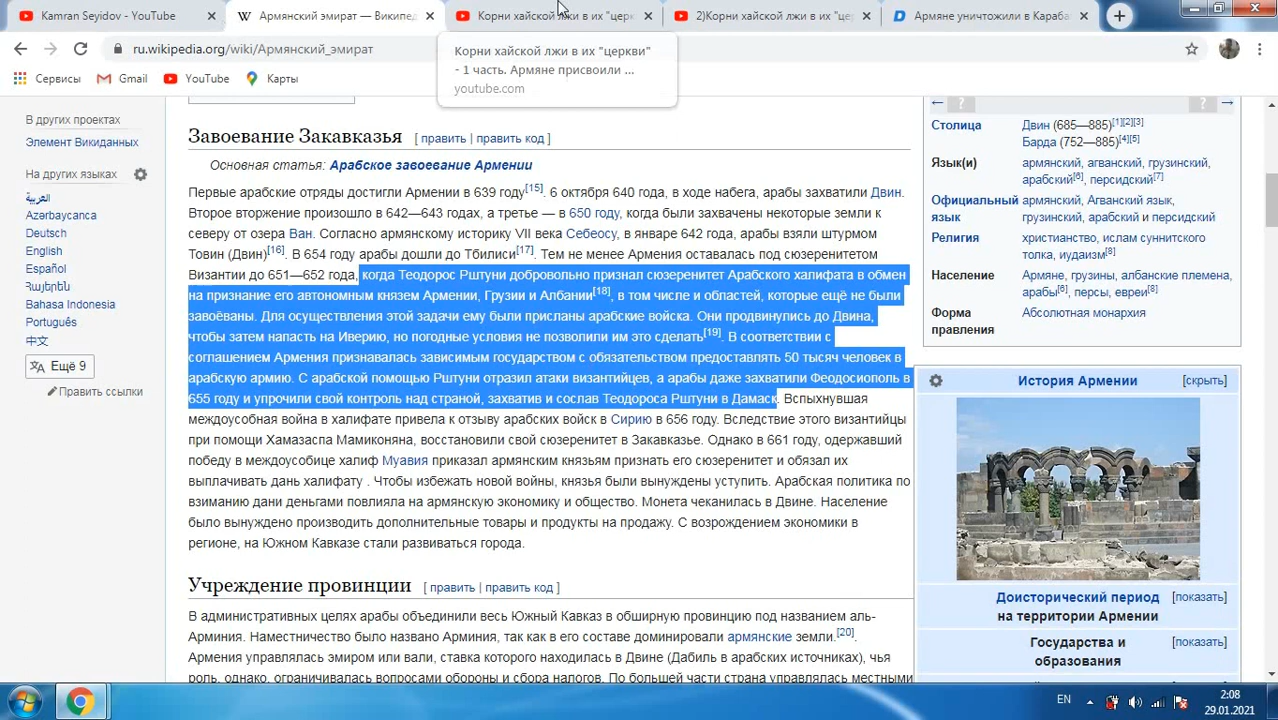 Kamran Seyidov - YouTube
Армянский эмират — Википед
Корни хайской лжи в их "церк
2)Корни хайской лжи в их "це
Армяне уничтожили в Караба
ru.wikipedia.org/wiki/Армянский_эмират
Корни хайской лжи в их "церкви"
- 1 часть. Армяне присвоили ...
youtube.com
Сервисы
Gmail
YouTube
Карты
В других проектах
Элемент Викиданных
На других языках
العربية
Azərbaycanca
Deutsch
English
Español
Հայերեն
Bahasa Indonesia
Português
中文
Ещё 9
Править ссылки
Завоевание Закавказья [ править | править код ]
Основная статья: Арабское завоевание Армении
Первые арабские отряды достигли Армении в 639 году[15]. 6 октября 640 года, в ходе набега, арабы захватили Двин.
Второе вторжение произошло в 642—643 годах, а третье — в 650 году, когда были захвачены некоторые земли к
северу от озера Ван. Согласно армянскому историку VII века Себеосу, в январе 642 года, арабы взяли штурмом
Товин (Двин)[16]. В 654 году арабы дошли до Тбилиси[17]. Тем не менее Армения оставалась под сюзеренитетом
Византии до 651—652 года, когда Теодорос Рштуни добровольно признал сюзеренитет Арабского халифата в обмен
на признание его автономным князем Армении, Грузии и Албании[18], в том числе и областей, которые ещё не были
завоёваны. Для осуществления этой задачи ему были присланы арабские войска. Они продвинулись до Двина,
чтобы затем напасть на Иверию, но погодные условия не позволили им это сделать[19]. В соответствии с
соглашением Армения признавалась зависимым государством с обязательством предоставлять 50 тысяч человек в
арабскую армию. С арабской помощью Рштуни отразил атаки византийцев, а арабы даже захватили Феодосиополь в
655 году и упрочили свой контроль над страной, захватив и сослав Теодороса Рштуни в Дамаск. Вспыхнувшая
междоусобная война в халифате привела к отзыву арабских войск в Сирию в 656 году. Вследствие этого византийцы
при помощи Хамазаспа Мамиконяна, восстановили свой сюзеренитет в Закавказье. Однако в 661 году, одержавший
победу в междоусобице халиф Муавия приказал армянским князьям признать его сюзеренитет и обязал их
выплачивать дань халифату . Чтобы избежать новой войны, князья были вынуждены уступить. Арабская политика по
взиманию дани деньгами повлияла на армянскую экономику и общество. Монета чеканилась в Двине. Население
было вынуждено производить дополнительные товары и продукты на продажу. С возрождением экономики в
регионе, на Южном Кавказе стали развиваться города.
Учреждение провинции [ править | править код ]
В административных целях арабы объединили весь Южный Кавказ в обширную провинцию под названием аль-
Арминия. Наместничество было названо Арминия, так как в его составе доминировали армянские земли.[20].
Армения управлялась эмиром или вали, ставка которого находилась в Двине (Дабиль в арабских источниках), чья
роль, однако, ограничивалась вопросами обороны и сбора налогов. По большей части страна управлялась местными
← ? ? →
Столица Двин (685—885)[1][2][3]
Барда (752—885)[4][5]
Язык(и) армянский, агванский, грузинский,
арабский[6], персидский[7]
Официальный армянский, Агванский язык,
язык грузинский, арабский и персидский
Религия христианство, ислам суннитского
толка, иудаизм[6]
Население Армяне, грузины, албанские племена,
арабы[6], персы, евреи[8]
Форма Абсолютная монархия
правления
История Армении [скрыть]
Доисторический период [показать]
на территории Армении
Государства и [показать]
образования
EN
2:08
29.01.2021